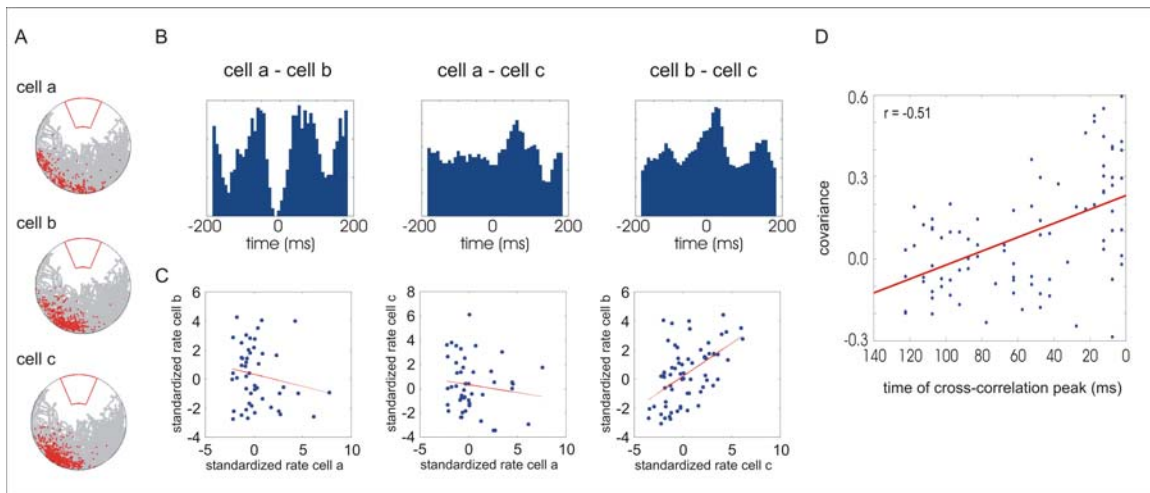 A
cell a
cell b
cell c
B
cell a - cell b
cell a - cell c
cell b - cell c
-200 0 200
time (ms)
-200 0 200
time (ms)
-200 0 200
time (ms)
C
standardized rate cell b
6
4
2
0
-2
-4
-5 0 5 10
standardized rate cell a
standardized rate cell c
8
6
4
2
0
-2
-4
-5 0 5 10
standardized rate cell a
standardized rate cell b
6
4
2
0
-2
-4
-5 0 5 10
standardized rate cell c
D
r = -0.51
covariance
0.6
0.3
0.0
-0.3
140 120 100 80 60 40 20 0
time of cross-correlation peak (ms)